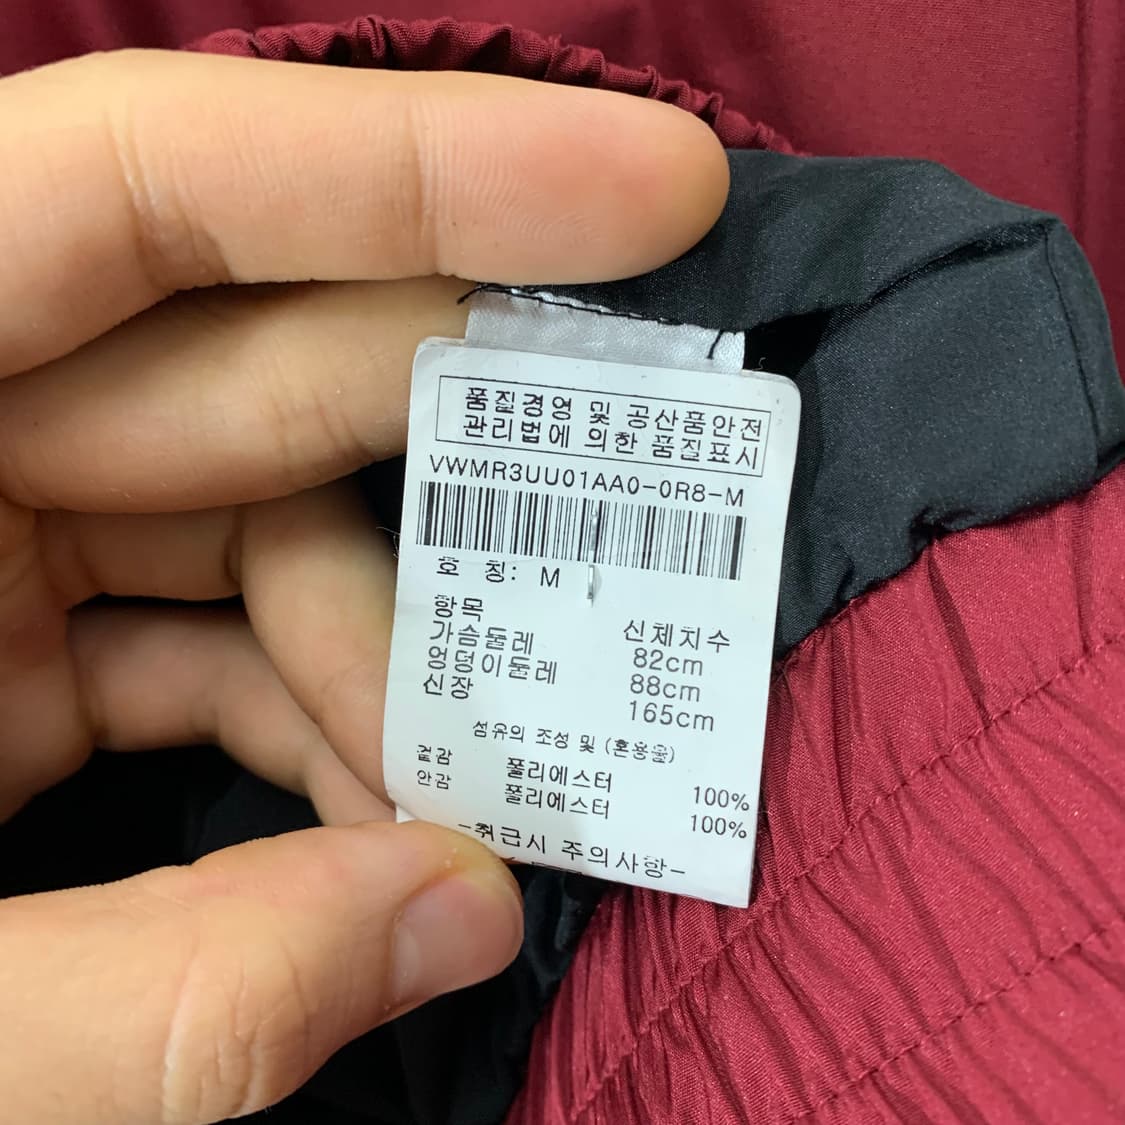 품질경영 및 공산품안전
관리법에 의한 품질표시
VWMR3UU01AA0-0R8-M
호 칭: M
항목 신체치수
가슴둘레 82cm
엉덩이둘레 88cm
신장 165cm
섬유의 조성 및 (혼용율)
겉감 폴리에스터 100%
안감 폴리에스터 100%
-취급시 주의사항-